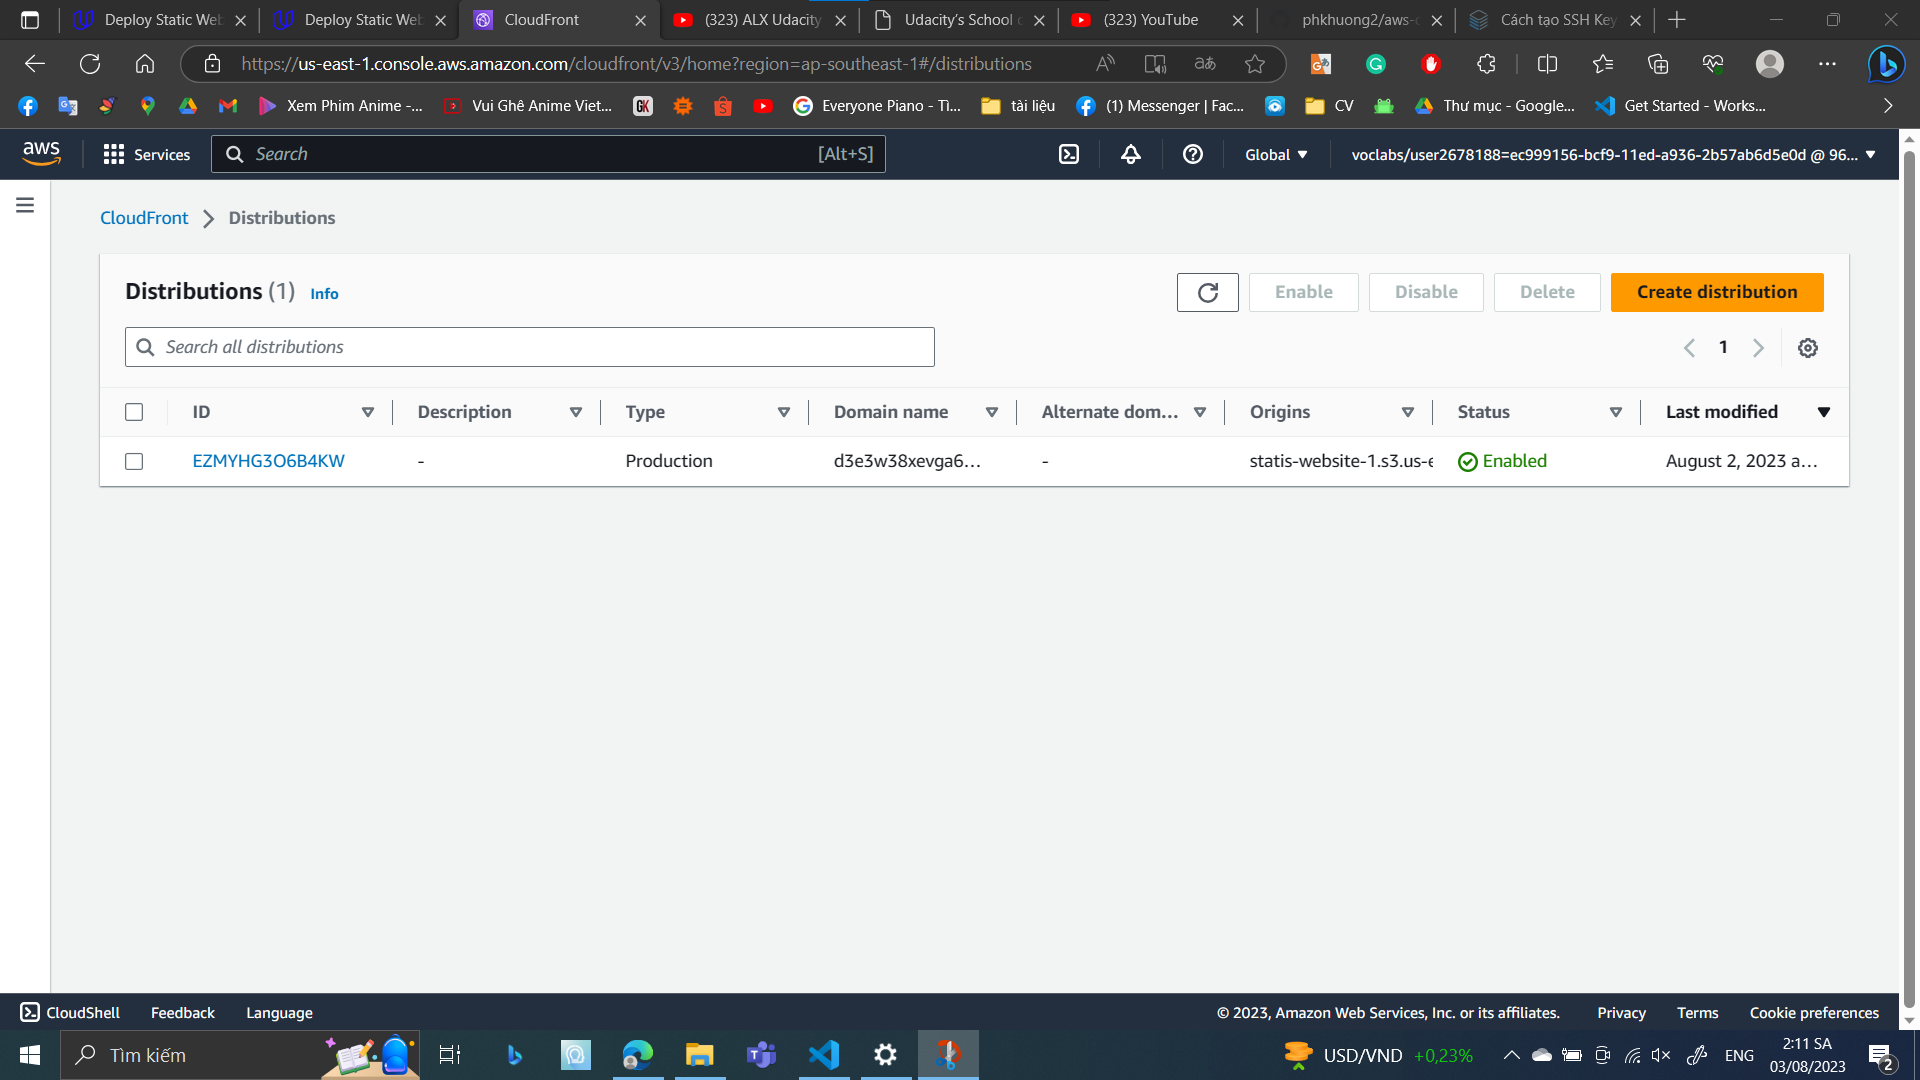 Deploy Static Web
Deploy Static Web
CloudFront
(323) ALX Udacity
Udacity's School o
(323) YouTube
phkhuong2/aws-c
Cách tạo SSH Key
https://us-east-1.console.aws.amazon.com/cloudfront/v3/home?region=ap-southeast-1#/distributions
Xem Phim Anime -...
Vui Ghê Anime Viet...
Everyone Piano - Tì...
tài liệu
(1) Messenger | Fac...
CV
Thư mục - Google...
Get Started - Works...
aws
Services
Search
[Alt+S]
Global
voclabs/user2678188=ec999156-bcf9-11ed-a936-2b57ab6d5e0d @ 96...
CloudFront
Distributions
Distributions (1)
Info
Enable
Disable
Delete
Create distribution
Search all distributions
1
ID
Description
Type
Domain name
Alternate dom...
Origins
Status
Last modified
EZMYHG3O6B4KW
-
Production
d3e3w38xevga6...
-
statis-website-1.s3.us-e
Enabled
August 2, 2023 a...
CloudShell
Feedback
Language
© 2023, Amazon Web Services, Inc. or its affiliates.
Privacy
Terms
Cookie preferences
Tìm kiếm
USD/VND
+0,23%
ENG
2:11 SA
03/08/2023
2